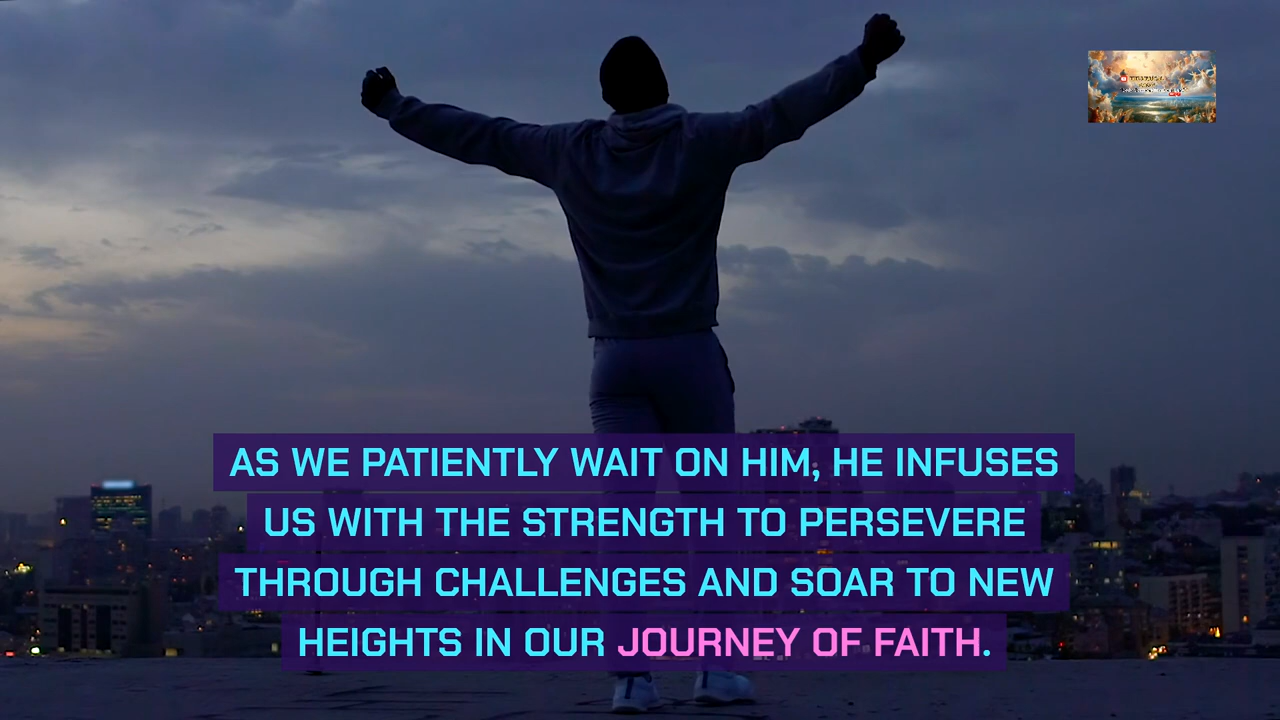 AS WE PATIENTLY WAIT ON HIM, HE INFUSES
US WITH THE STRENGTH TO PERSEVERE
THROUGH CHALLENGES AND SOAR TO NEW
HEIGHTS IN OUR JOURNEY OF FAITH.